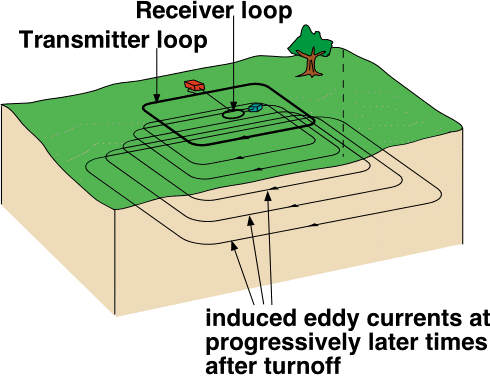 Receiver loop
Transmitter loop
induced eddy currents at
progressively later times
after turnoff